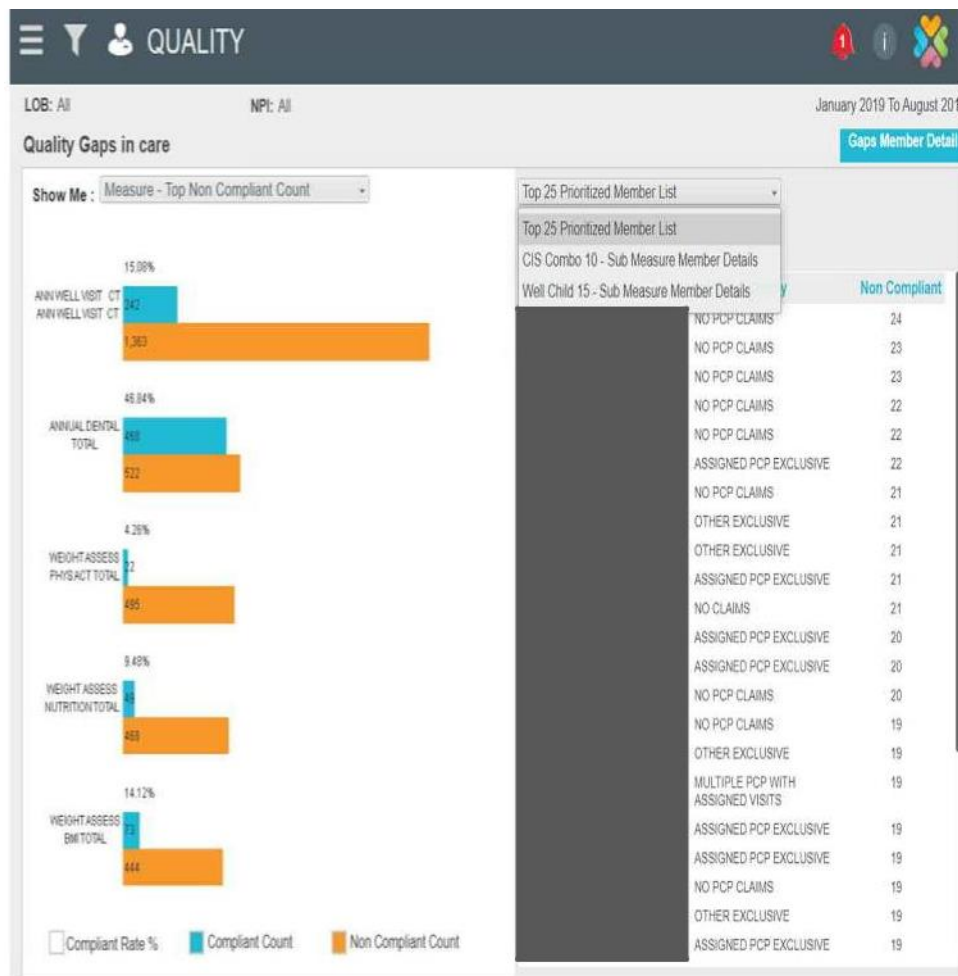 QUALITY
1
i
LOB: All NPI: All January 2019 To August 201
Quality Gaps in care
Gaps Member Detail
Show Me : Measure - Top Non Compliant Count
15.08%
ANN WELL VISIT CT
ANN WELL VISIT CT
242
1,363
46.84%
ANNUAL DENTAL
TOTAL
460
522
4.26%
WEIGHT ASSESS
PHYS ACT TOTAL
22
495
9.48%
WEIGHT ASSESS
NUTRITION TOTAL
49
468
14.12%
WEIGHT ASSESS
BMI TOTAL
73
444
Compliant Rate % Compliant Count Non Compliant Count
Top 25 Prioritized Member List
Top 25 Prioritized Member List
CIS Combo 10 - Sub Measure Member Details
Well Child 15 - Sub Measure Member Details
y Non Compliant
NO PCP CLAIMS 24
NO PCP CLAIMS 23
NO PCP CLAIMS 23
NO PCP CLAIMS 22
NO PCP CLAIMS 22
ASSIGNED PCP EXCLUSIVE 22
NO PCP CLAIMS 21
OTHER EXCLUSIVE 21
OTHER EXCLUSIVE 21
ASSIGNED PCP EXCLUSIVE 21
NO CLAIMS 21
ASSIGNED PCP EXCLUSIVE 20
ASSIGNED PCP EXCLUSIVE 20
NO PCP CLAIMS 20
NO PCP CLAIMS 19
OTHER EXCLUSIVE 19
MULTIPLE PCP WITH 19
ASSIGNED VISITS
ASSIGNED PCP EXCLUSIVE 19
ASSIGNED PCP EXCLUSIVE 19
NO PCP CLAIMS 19
OTHER EXCLUSIVE 19
ASSIGNED PCP EXCLUSIVE 19